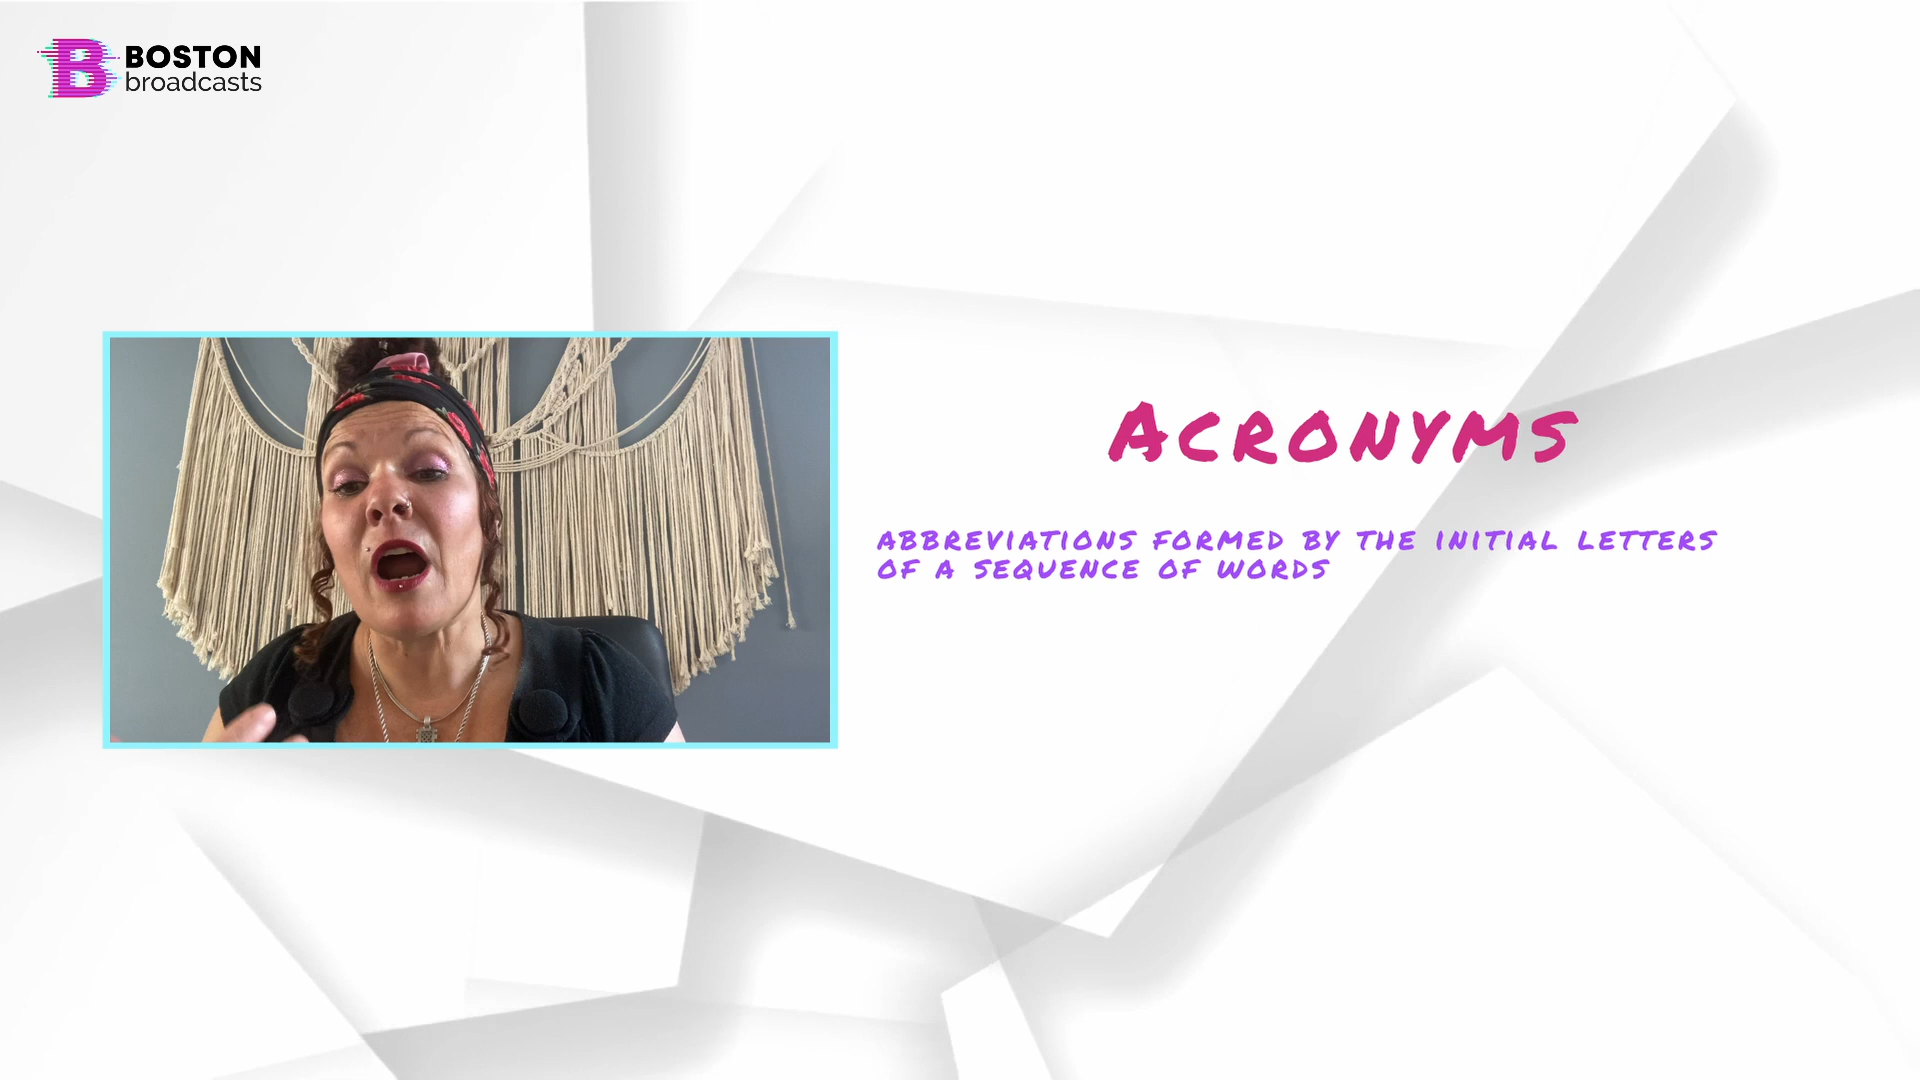 BOSTON
broadcasts
ACRONYMS
ABBREVIATIONS FORMED BY THE INITIAL LETTERS
OF A SEQUENCE OF WORDS